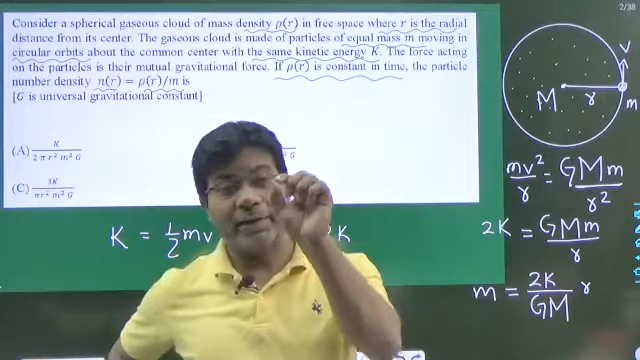 2/38
Consider a spherical gaseous cloud of mass density ρ(r) in free space where r is the radial
distance from its center. The gaseous cloud is made of particles of equal mass m moving in
circular orbits about the common center with the same kinetic energy K. The force acting
on the particles is their mutual gravitational force. If ρ(r) is constant in time, the particle
number density n(r) = ρ(r)/m is
[G is universal gravitational constant]
(A) K / 2 π r² m² G
G
(C) 3K / π r² m² G
K = 1/2 mv
K
V
M
r
m
mv²/r = GMm/r²
2K = GMm/r
m = 2K/GM r